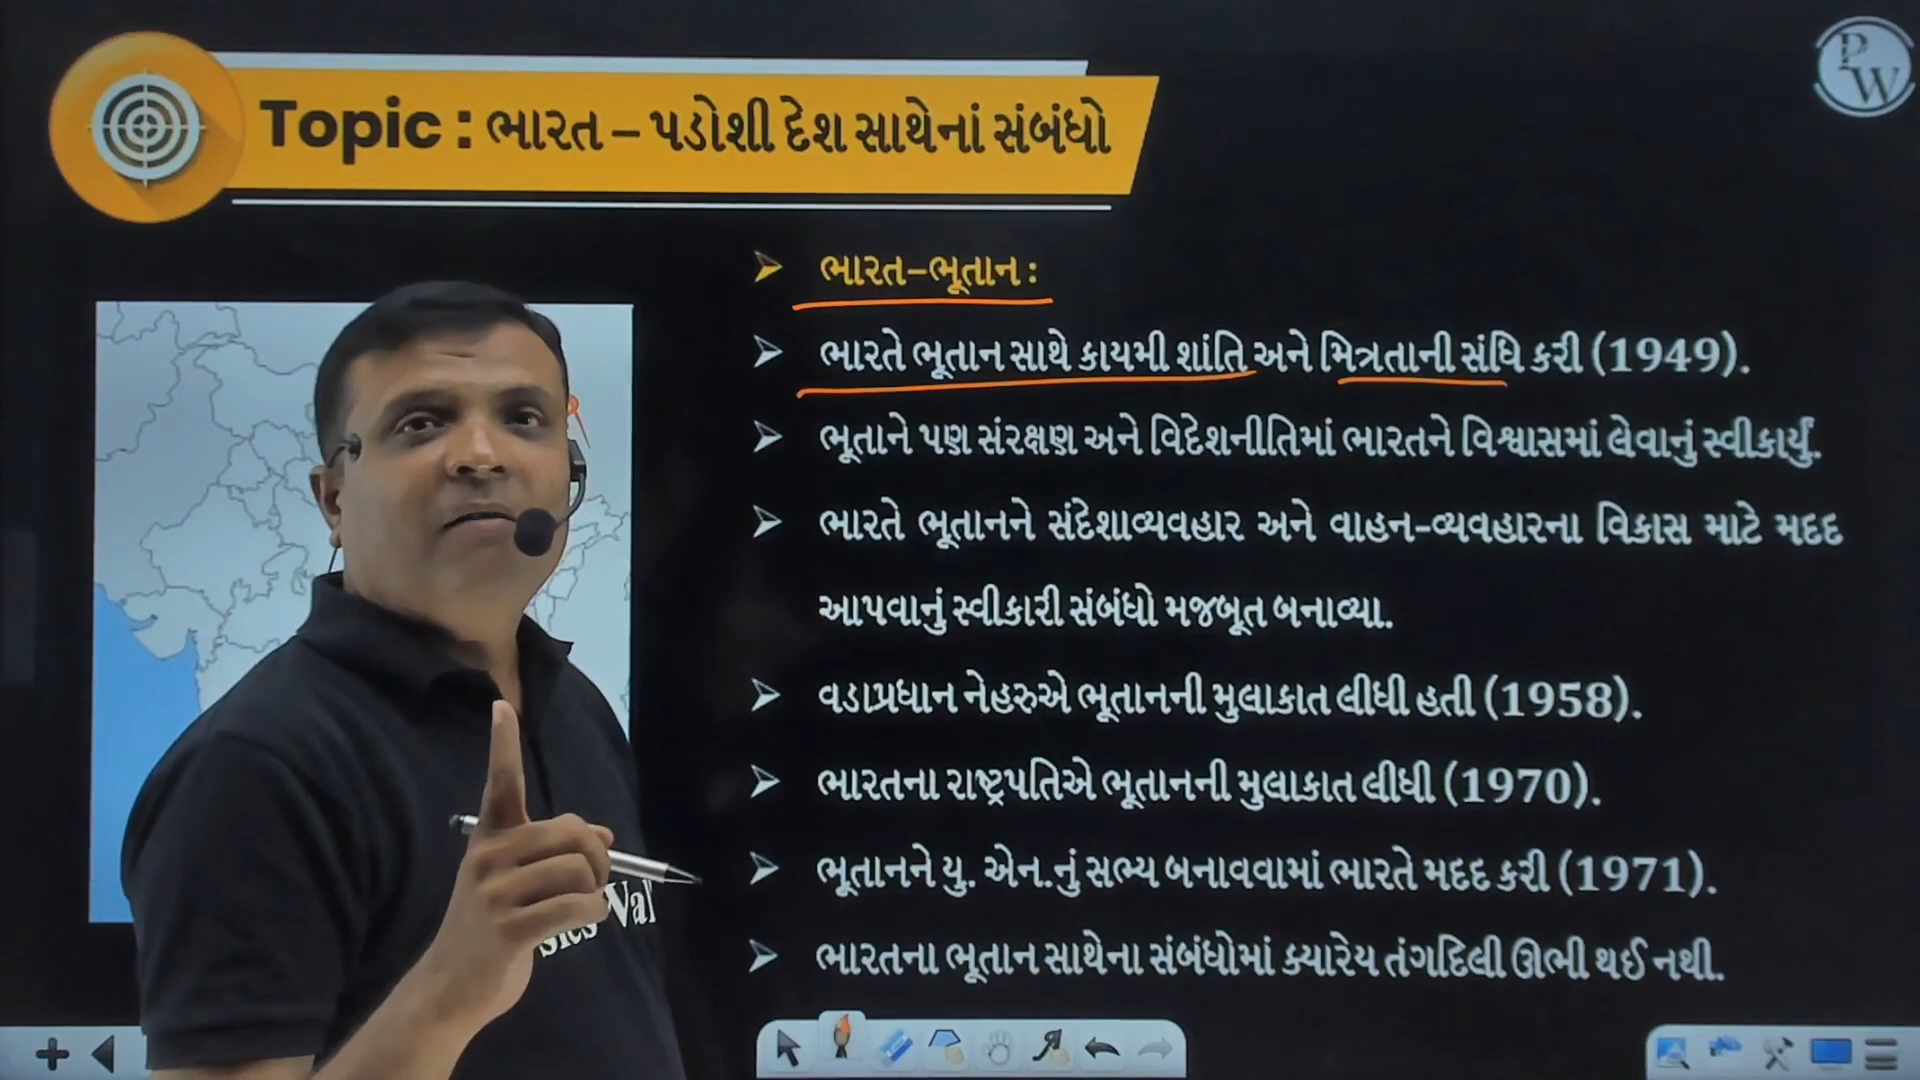 PW
Topic : ભારત – પડોશી દેશ સાથેનાં સંબંધો
ભારત–ભૂતાન :
ભારતે ભૂતાન સાથે કાયમી શાંતિ અને મિત્રતાની સંધિ કરી (1949).
ભૂતાને પણ સંરક્ષણ અને વિદેશનીતિમાં ભારતને વિશ્વાસમાં લેવાનું સ્વીકાર્યું.
ભારતે ભૂતાનને સંદેશાવ્યવહાર અને વાહન-વ્યવહારના વિકાસ માટે મદદ
આપવાનું સ્વીકારી સંબંધો મજબૂત બનાવ્યા.
વડાપ્રધાન નેહરુએ ભૂતાનની મુલાકાત લીધી હતી (1958).
ભારતના રાષ્ટ્રપતિએ ભૂતાનની મુલાકાત લીધી (1970).
ભૂતાનને યુ. એન.નું સભ્ય બનાવવામાં ભારતે મદદ કરી (1971).
ભારતના ભૂતાન સાથેના સંબંધોમાં ક્યારેય તંગદિલી ઊભી થઈ નથી.